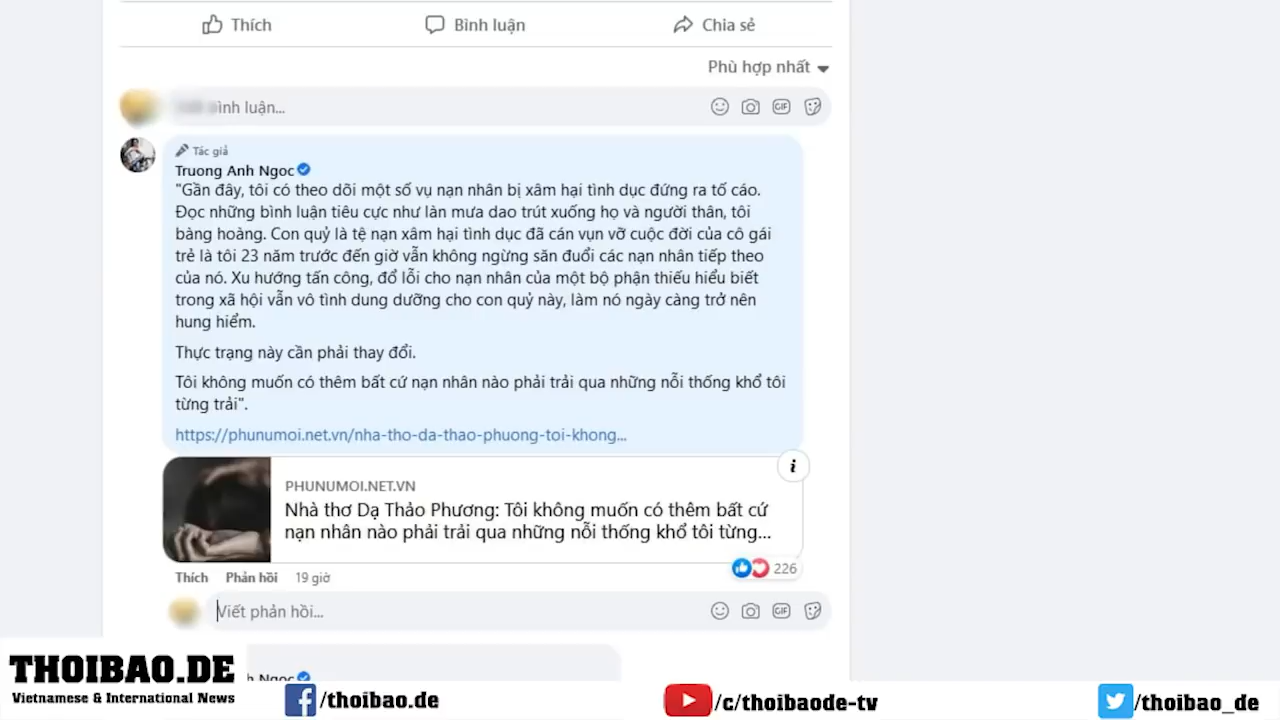 Thích
Bình luận
Chia sẻ
Phù hợp nhất
ình luận...
Tác giả
Truong Anh Ngoc
"Gần đây, tôi có theo dõi một số vụ nạn nhân bị xâm hại tình dục đứng ra tố cáo.
Đọc những bình luận tiêu cực như làn mưa dao trút xuống họ và người thân, tôi
bàng hoàng. Con quỷ là tệ nạn xâm hại tình dục đã cán vụn vỡ cuộc đời của cô gái
trẻ là tôi 23 năm trước đến giờ vẫn không ngừng săn đuổi các nạn nhân tiếp theo
của nó. Xu hướng tấn công, đổ lỗi cho nạn nhân của một bộ phận thiếu hiểu biết
trong xã hội vẫn vô tình dung dưỡng cho con quỷ này, làm nó ngày càng trở nên
hung hiểm.
Thực trạng này cần phải thay đổi.
Tôi không muốn có thêm bất cứ nạn nhân nào phải trải qua những nỗi thống khổ tôi
từng trải".
https://phunumoi.net.vn/nha-tho-da-thao-phuong-toi-khong...
PHUNUMOI.NET.VN
Nhà thơ Dạ Thảo Phương: Tôi không muốn có thêm bất cứ
nạn nhân nào phải trải qua những nỗi thống khổ tôi từng...
226
Thích Phản hồi 19 giờ
Viết phản hồi...
h Ngoc
THOIBAO.DE
Vietnamese & International News
/thoibao.de
/c/thoibaode-tv
/thoibao_de